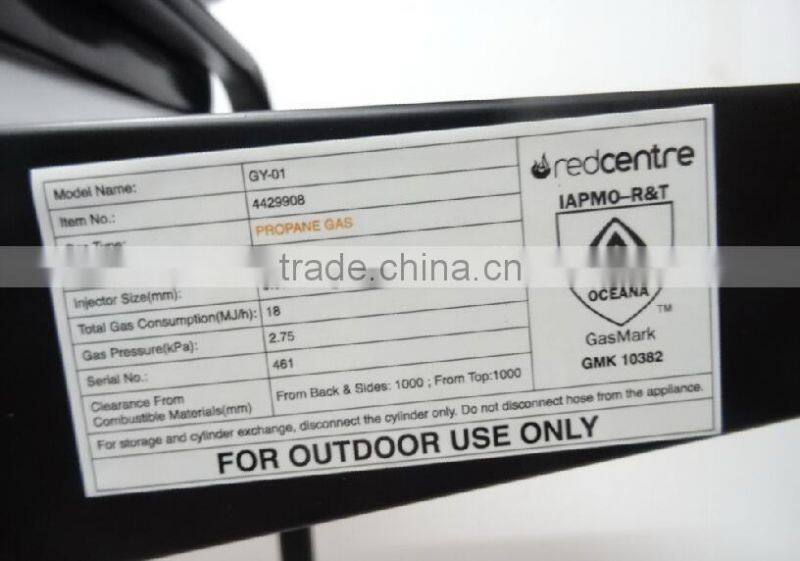 Model Name: GY-01
Item No.: 4429908
Gas Type: PROPANE GAS
Injector Size(mm):
Total Gas Consumption(MJ/h): 18
Gas Pressure(kPa): 2.75
Serial No.: 461
Clearance From
Combustible Materials(mm) From Back & Sides: 1000 ; From Top:1000
For storage and cylinder exchange, disconnect the cylinder only. Do not disconnect hose from the appliance.
FOR OUTDOOR USE ONLY
redcentre
IAPMO-R&T
OCEANA
TM
GasMark
GMK 10382
trade.china.cn